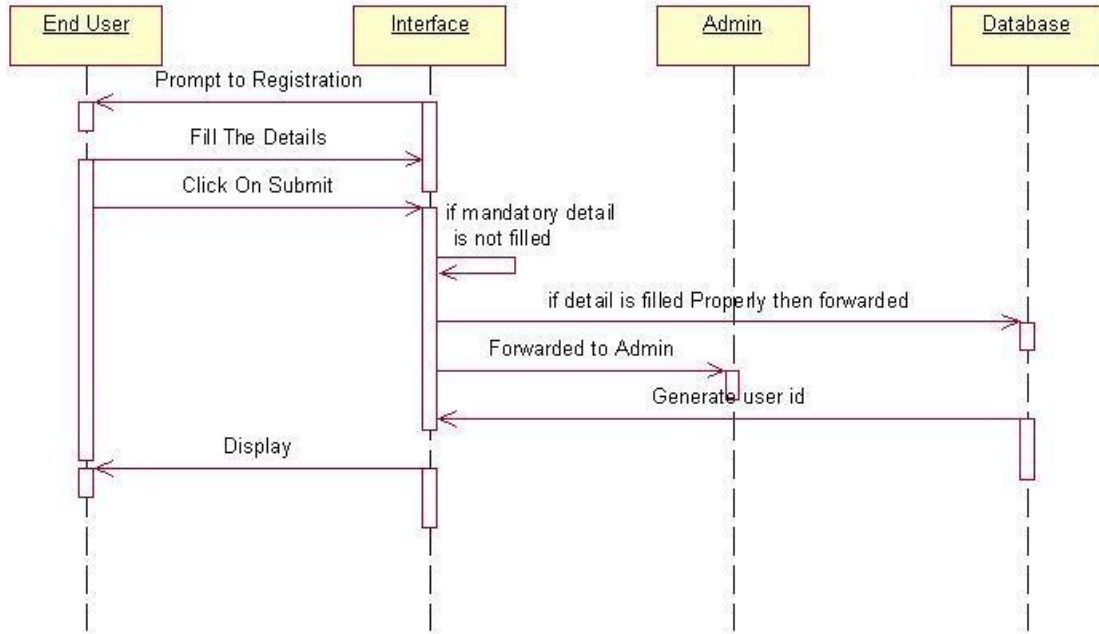 End User
Interface
Admin
Database
Prompt to Registration
Fill The Details
Click On Submit
if mandatory detail
is not filled
if detail is filled Properly then forwarded
Forwarded to Admin
Generate user id
Display